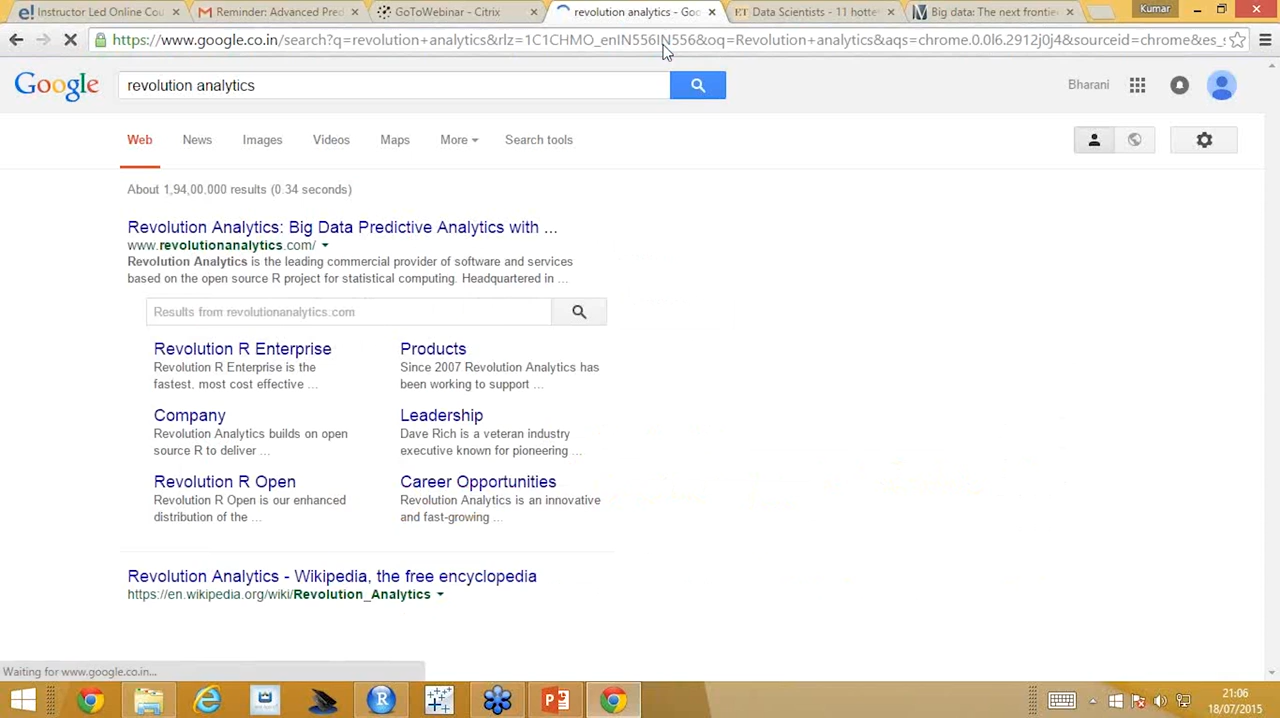 Instructor Led Online Cou
Reminder: Advanced Pred
GoToWebinar - Citrix
revolution analytics - Goo
ET Data Scientists - 11 hotte
Big data: The next frontie
Kumar
https://www.google.co.in/search?q=revolution+analytics&rlz=1C1CHMO_enIN556IN556&oq=Revolution+analytics&aqs=chrome.0.0l6.2912j0j4&sourceid=chrome&es_s
Google
revolution analytics
Bharani
Web News Images Videos Maps More Search tools
About 1,94,00,000 results (0.34 seconds)
Revolution Analytics: Big Data Predictive Analytics with ...
www.revolutionanalytics.com/
Revolution Analytics is the leading commercial provider of software and services
based on the open source R project for statistical computing. Headquartered in ...
Results from revolutionanalytics.com
Revolution R Enterprise
Revolution R Enterprise is the
fastest, most cost effective ...
Products
Since 2007 Revolution Analytics has
been working to support ...
Company
Revolution Analytics builds on open
source R to deliver ...
Leadership
Dave Rich is a veteran industry
executive known for pioneering ...
Revolution R Open
Revolution R Open is our enhanced
distribution of the ...
Career Opportunities
Revolution Analytics is an innovative
and fast-growing ...
Revolution Analytics - Wikipedia, the free encyclopedia
https://en.wikipedia.org/wiki/Revolution_Analytics
Waiting for www.google.co.in...
21:06
18/07/2015